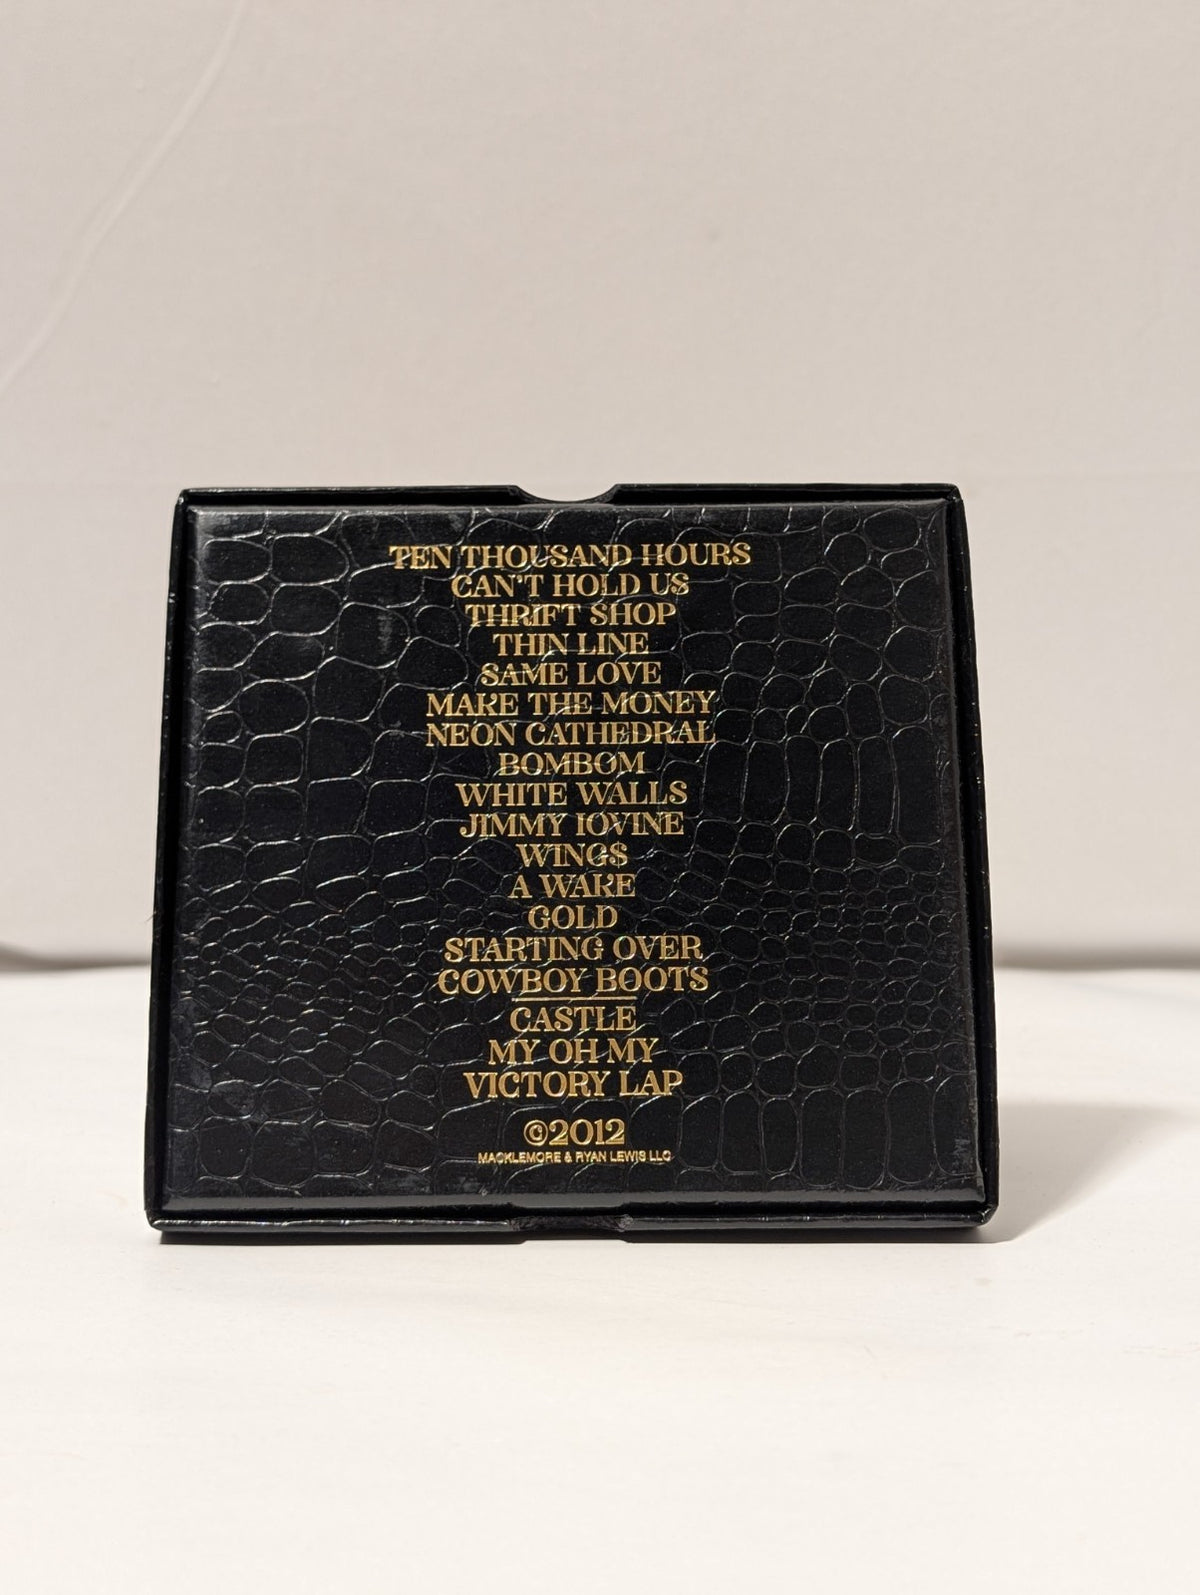 TEN THOUSAND HOURS
CAN'T HOLD US
THRIFT SHOP
THIN LINE
SAME LOVE
MAKE THE MONEY
NEON CATHEDRAL
BOMBOM
WHITE WALLS
JIMMY IOVINE
WING$
A WAKE
GOLD
STARTING OVER
COWBOY BOOTS
CASTLE
MY OH MY
VICTORY LAP
©2012
MACKLEMORE & RYAN LEWIS LLC